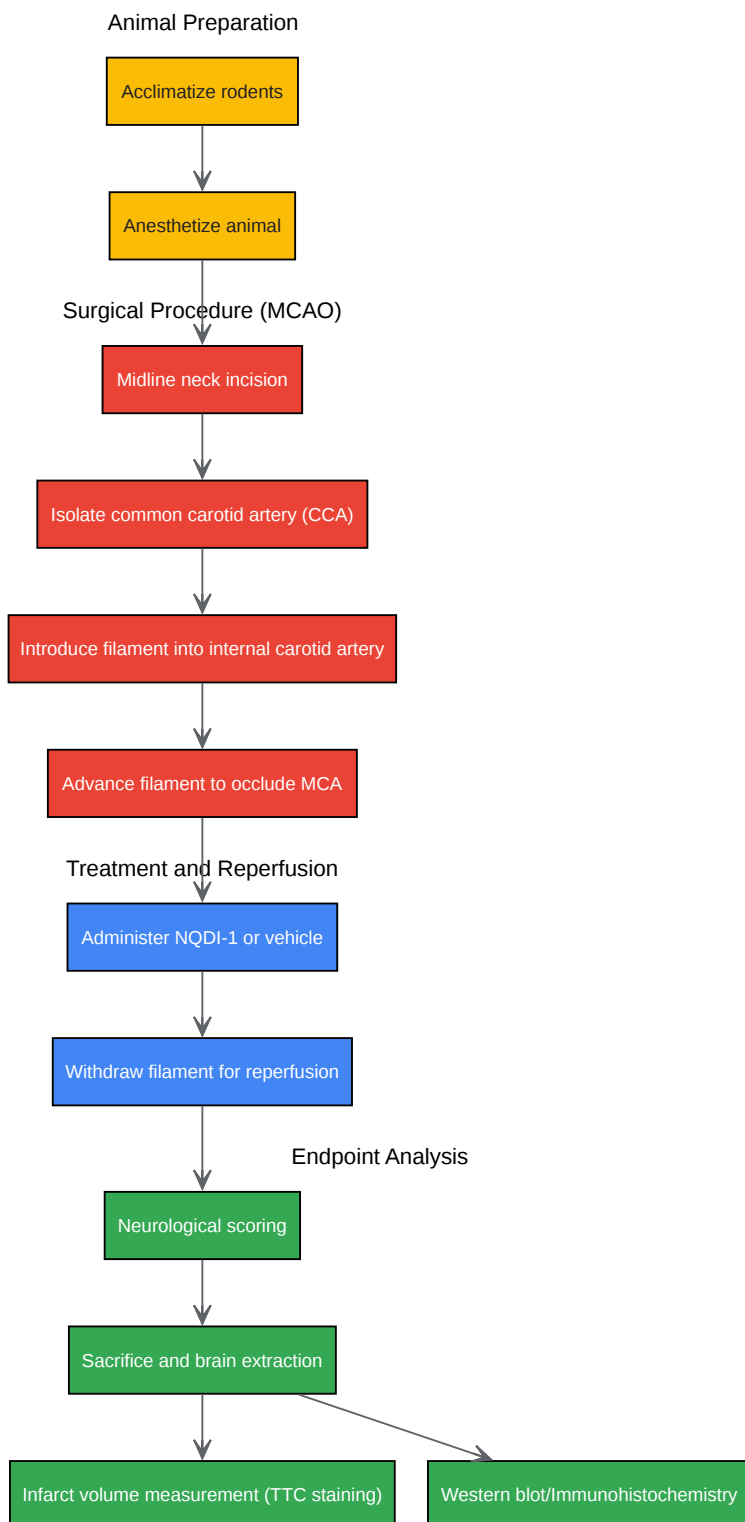 Animal Preparation
Acclimatize rodents
Anesthetize animal
Surgical Procedure (MCAO)
Midline neck incision
Isolate common carotid artery (CCA)
Introduce filament into internal carotid artery
Advance filament to occlude MCA
Treatment and Reperfusion
Administer NQDI-1 or vehicle
Withdraw filament for reperfusion
Endpoint Analysis
Neurological scoring
Sacrifice and brain extraction
Infarct volume measurement (TTC staining)
Western blot/Immunohistochemistry